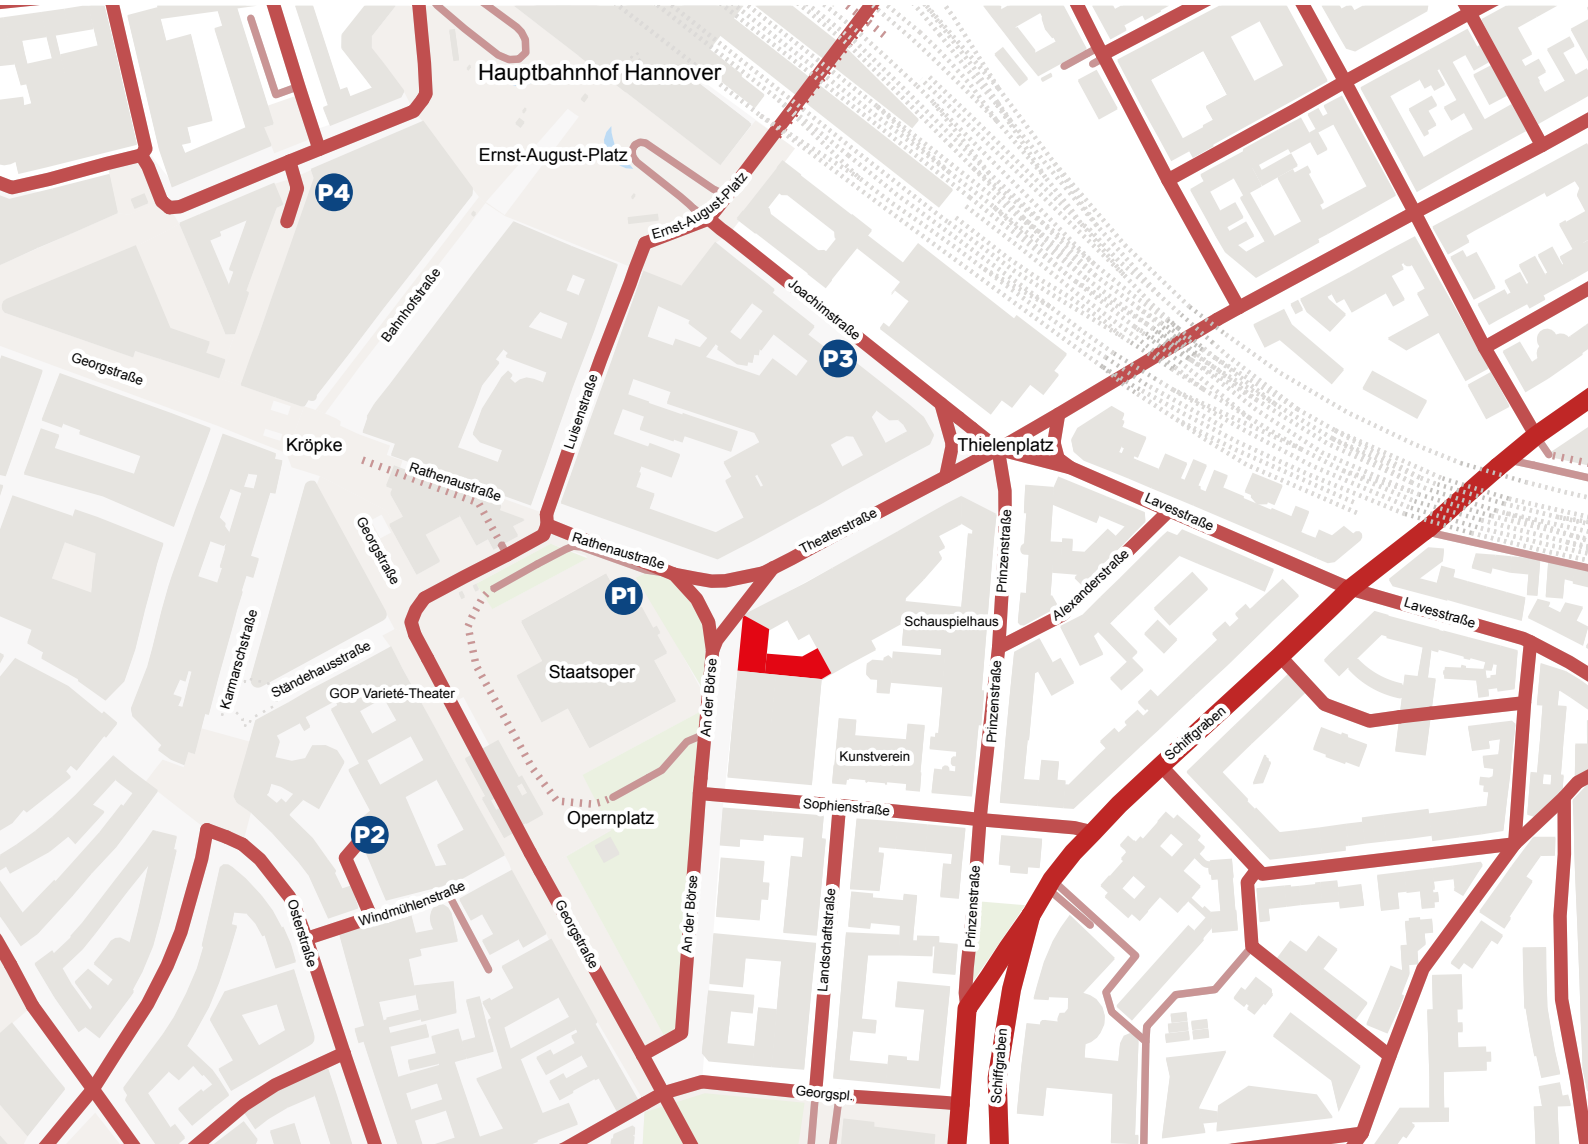 Hauptbahnhof Hannover
Ernst-August-Platz
P4
Ernst-August-Platz
Bahnhofstraße
Joachimstraße
P3
Georgstraße
Luisenstraße
Kröpke
Thielenplatz
Rathenaustraße
Lavesstraße
Theaterstraße
Georgstraße
Rathenaustraße
Prinzenstraße
Alexanderstraße
P1
Lavesstraße
Schauspielhaus
Karmarschstraße
Ständehausstraße
Staatsoper
GOP Varieté-Theater
An der Börse
Prinzenstraße
Schiffgraben
Kunstverein
Sophienstraße
Opernplatz
P2
Windmühlenstraße
Osterstraße
Georgstraße
An der Börse
Landschaftstraße
Prinzenstraße
Schiffgraben
Georgspl.